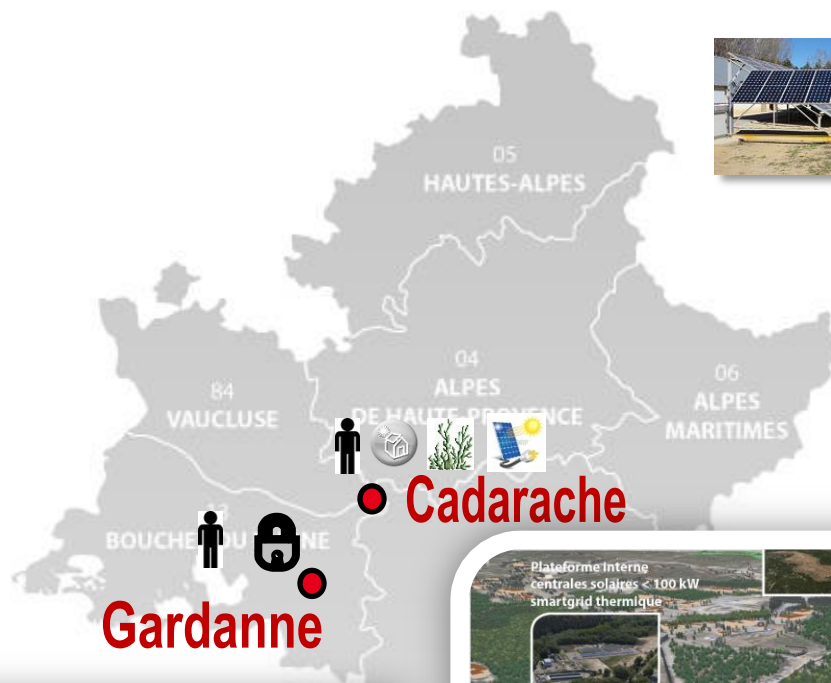 05
HAUTES-ALPES
04
ALPES
DE HAUTE-PROVENCE
06
ALPES
MARITIMES
84
VAUCLUSE
Cadarache
Gardanne
Plateforme Interne
centrales solaires < 100 kW
smartgrid thermique